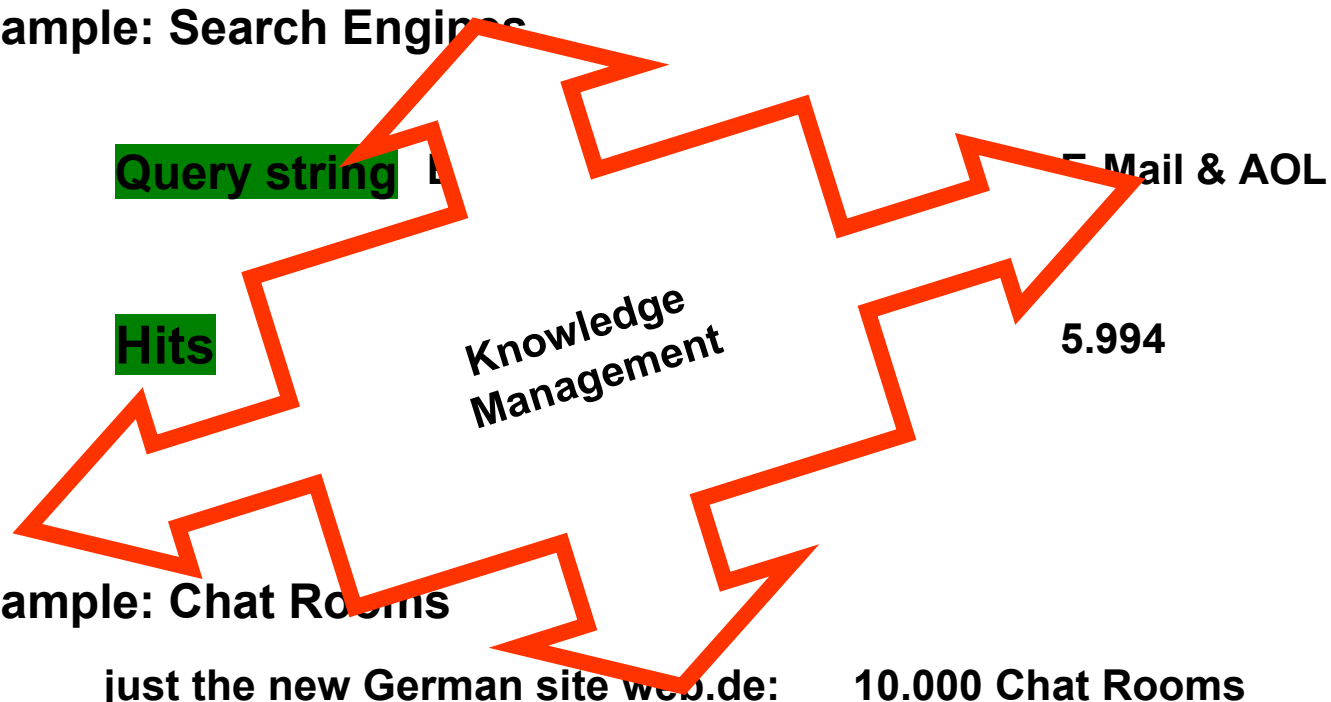 ample: Search Engines
Query string Mail & AOL
Knowledge
Management
Hits 5.994
ample: Chat Rooms
just the new German site web.de: 10.000 Chat Rooms